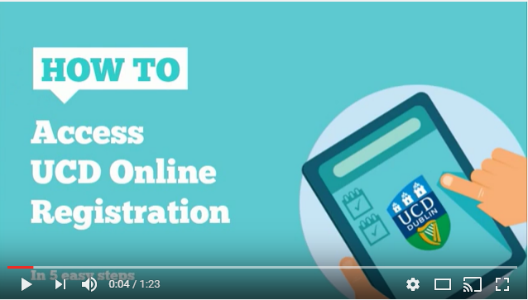 HOW TO
Access
UCD Online
Registration
UCD
DUBLIN
In 5 easy steps
0:04 / 1:23